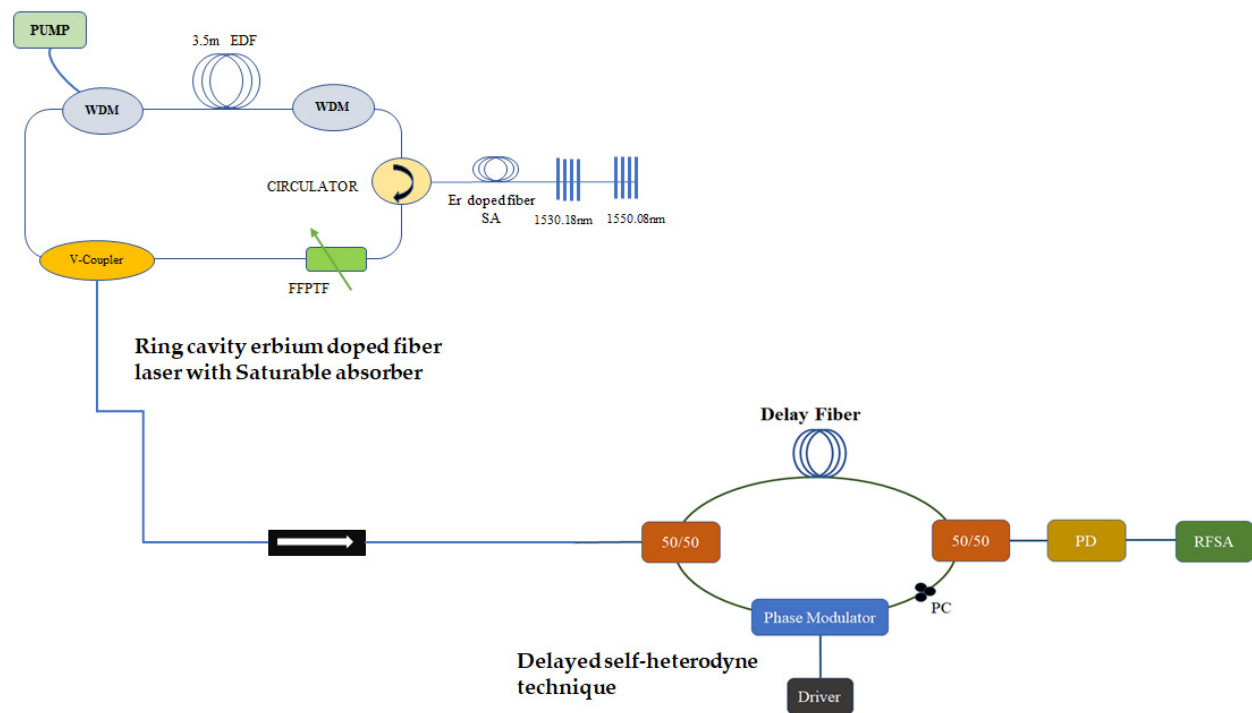 PUMP
3.5m EDF
WDM
WDM
CIRCULATOR
Er doped fiber
SA
1530.18nm
1550.08nm
V-Coupler
FFPTF
Ring cavity erbium doped fiber
laser with Saturable absorber
Delay Fiber
50/50
50/50
PD
RFSA
PC
Phase Modulator
Delayed self-heterodyne
technique
Driver